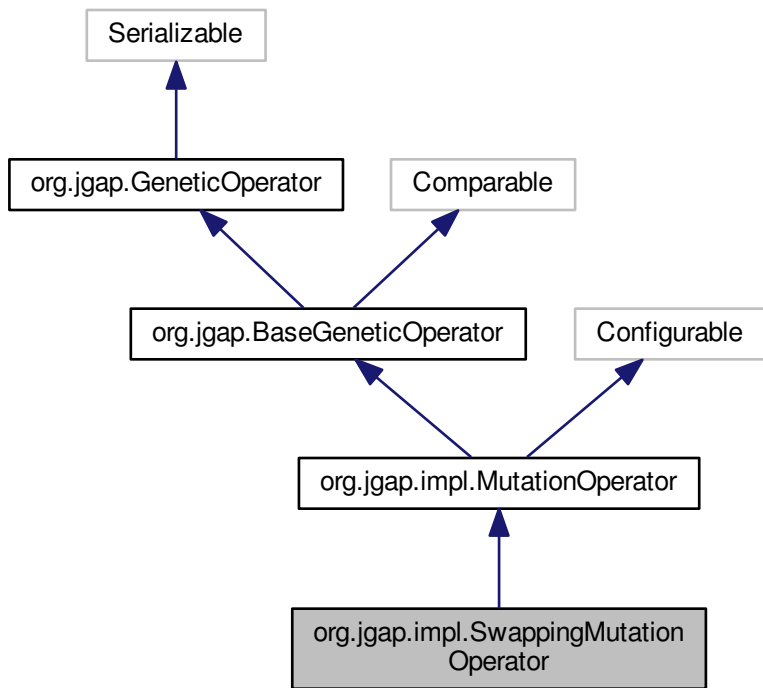 Serializable
org.jgap.GeneticOperator
Comparable
org.jgap.BaseGeneticOperator
Configurable
org.jgap.impl.MutationOperator
org.jgap.impl.SwappingMutation
Operator